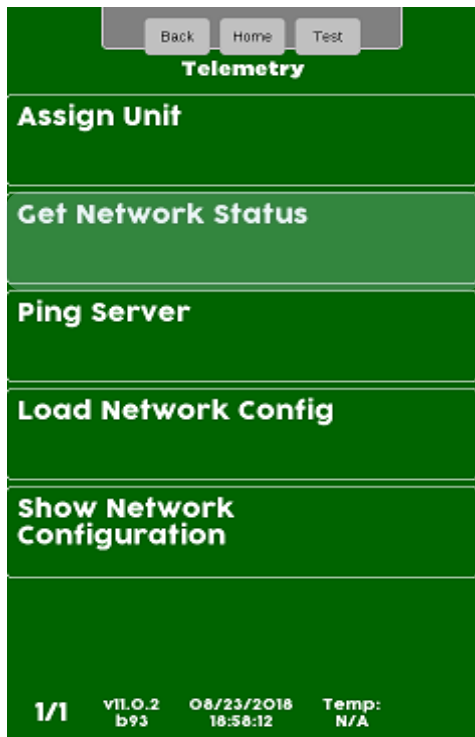 Back Home Test
Telemetry
Assign Unit
Get Network Status
Ping Server
Load Network Config
Show Network
Configuration
1/1 v11.0.2 08/23/2018 Temp:
b93 18:58:12 N/A